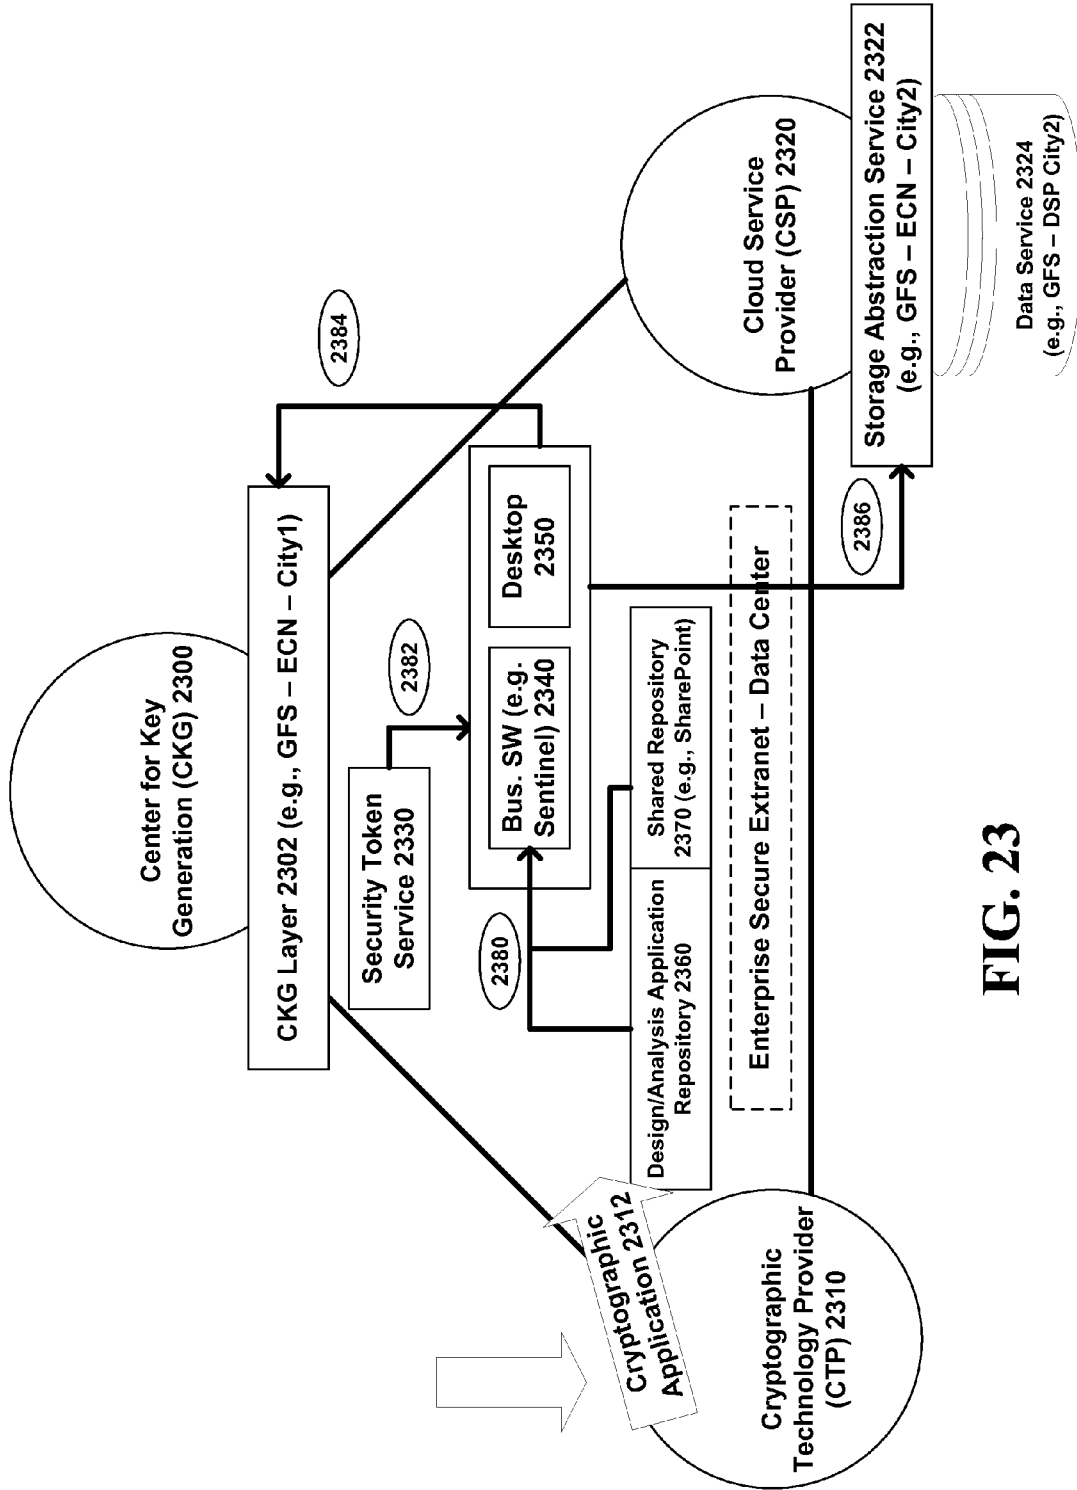 Center for Key
Generation (CKG) 2300
CKG Layer 2302 (e.g., GFS – ECN – City1)
2384
Security Token
Service 2330
2382
Bus. SW (e.g.
Sentinel) 2340
Desktop
2350
2380
Design/Analysis Application
Repository 2360
Shared Repository
2370 (e.g., SharePoint)
Enterprise Secure Extranet – Data Center
2386
Cryptographic
Application 2312
Cryptographic
Technology Provider
(CTP) 2310
Cloud Service
Provider (CSP) 2320
Storage Abstraction Service 2322
(e.g., GFS – ECN – City2)
Data Service 2324
(e.g., GFS – DSP City2)
FIG. 23